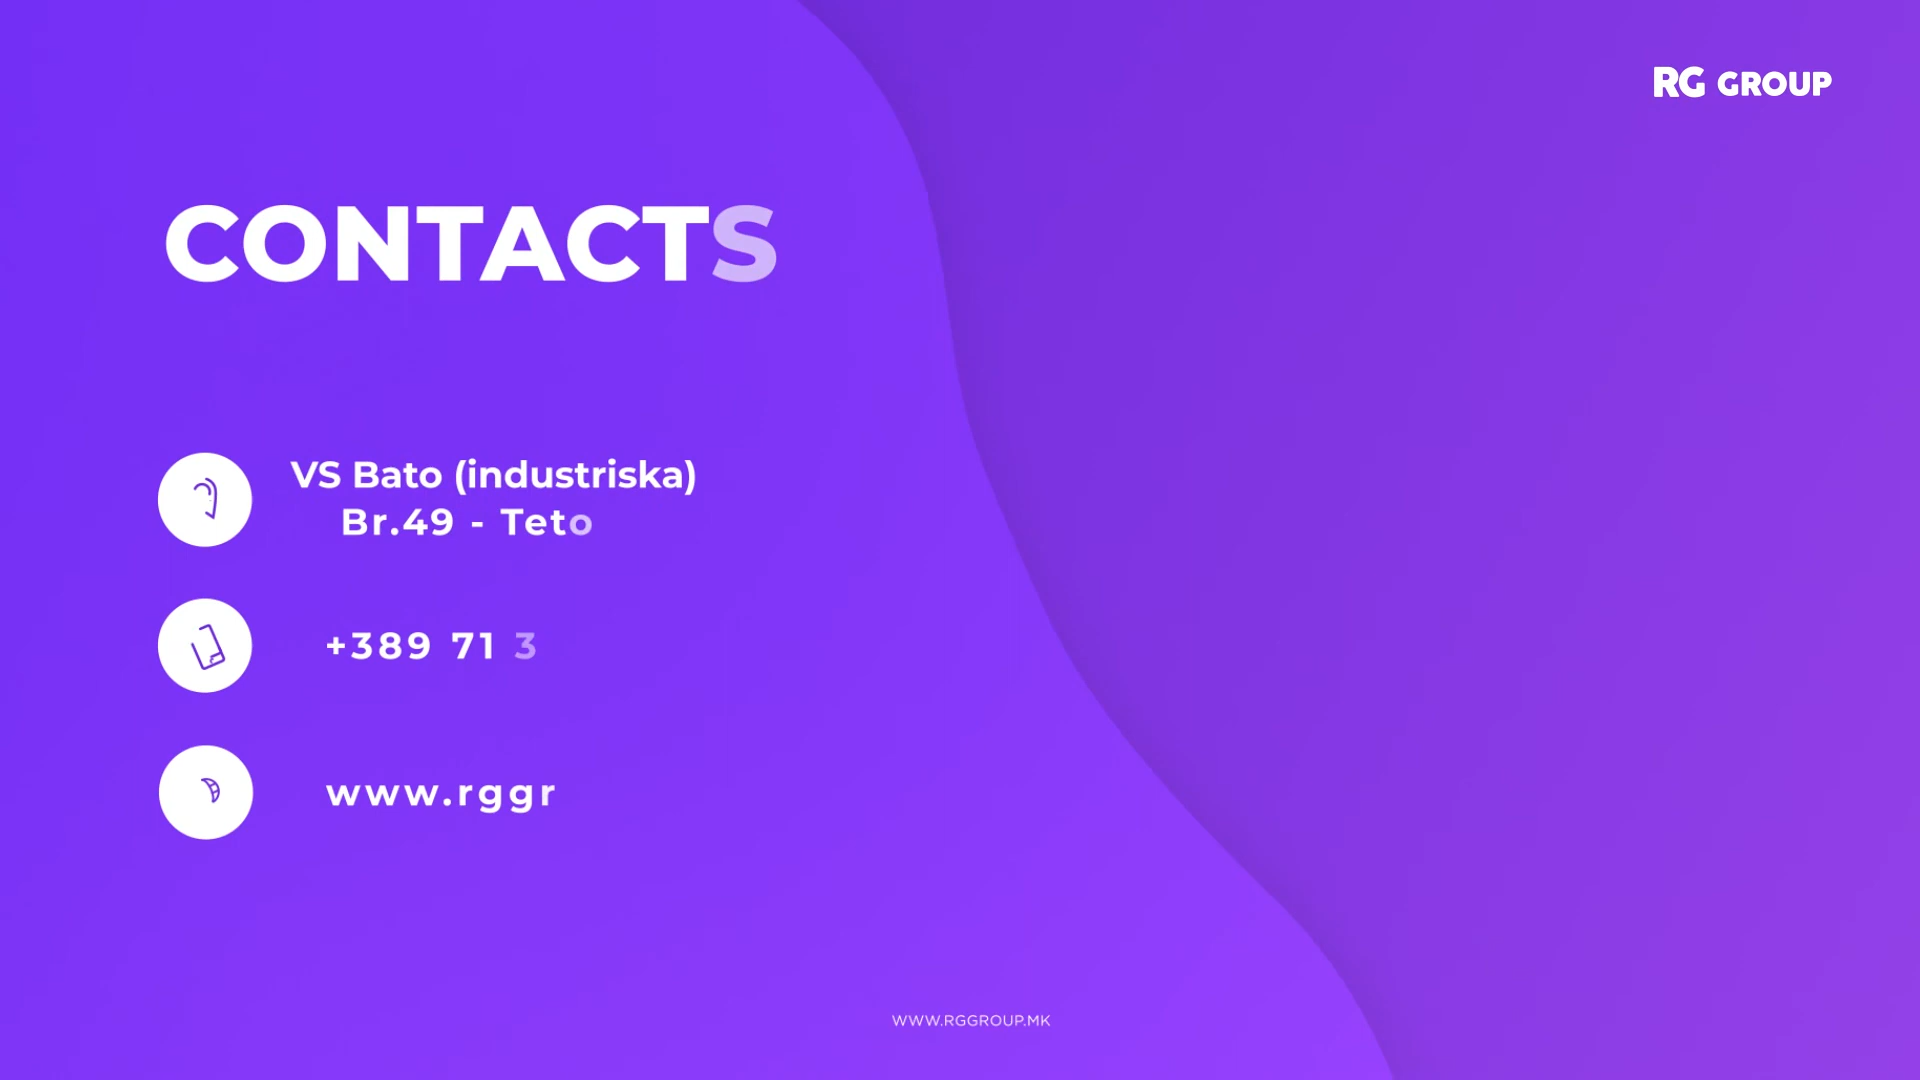 RG GROUP
CONTACTS
VS Bato (industriska)
Br.49 - Teto
+389 71 3
www.rggr
WWW.RGGROUP.MK